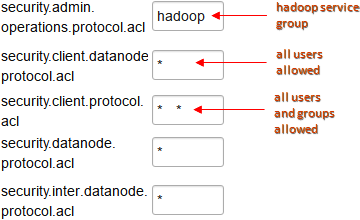 security.admin.
operations.protocol.acl
hadoop
hadoop service
group
security.client.datanode
protocol.acl
*
all users
allowed
security.client.protocol.
acl
* *
all users
and groups
allowed
security.datanode.
protocol.acl
*
security.inter.datanode.
protocol.acl
*